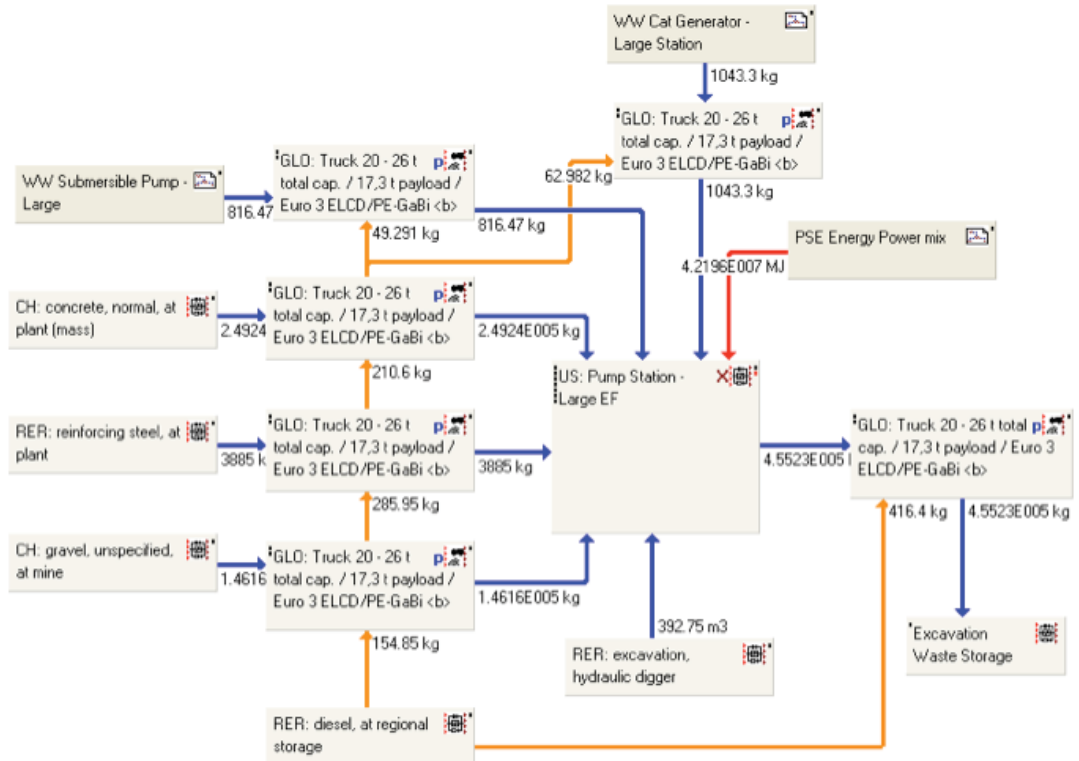 WW Cat Generator -
Large Station
1043.3 kg
GLO: Truck 20 - 26 t
total cap. / 17,3 t payload /
Euro 3 ELCD/PE-GaBi <b>
p
62.982 kg
1043.3 kg
WW Submersible Pump -
Large
816.47
GLO: Truck 20 - 26 t
total cap. / 17,3 t payload /
Euro 3 ELCD/PE-GaBi <b>
p
49.291 kg
816.47 kg
PSE Energy Power mix
4.2196E007 MJ
CH: concrete, normal, at
plant (mass)
2.4924
GLO: Truck 20 - 26 t
total cap. / 17,3 t payload /
Euro 3 ELCD/PE-GaBi <b>
p
2.4924E005 kg
210.6 kg
US: Pump Station -
Large EF
RER: reinforcing steel, at
plant
3885 k
GLO: Truck 20 - 26 t
total cap. / 17,3 t payload /
Euro 3 ELCD/PE-GaBi <b>
p
3885 kg
285.95 kg
4.5523E005
GLO: Truck 20 - 26 t total
cap. / 17,3 t payload / Euro 3
ELCD/PE-GaBi <b>
p
416.4 kg
4.5523E005 kg
CH: gravel, unspecified,
at mine
1.4616
GLO: Truck 20 - 26 t
total cap. / 17,3 t payload /
Euro 3 ELCD/PE-GaBi <b>
p
1.4616E005 kg
154.85 kg
392.75 m3
RER: excavation,
hydraulic digger
Excavation
Waste Storage
RER: diesel, at regional
storage